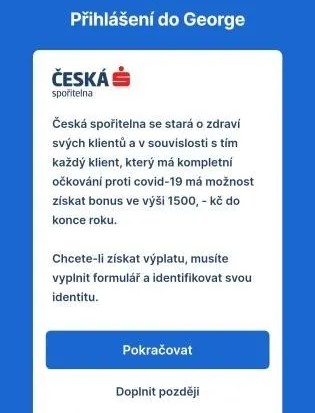 Přihlášení do George
ČESKÁ
spořitelna
Česká spořitelna se stará o zdraví
svých klientů a v souvislosti s tím
každý klient, který má kompletní
očkování proti covid-19 má možnost
získat bonus ve výši 1500, - kč do
konce roku.
Chcete-li získat výplatu, musíte
vyplnit formulář a identifikovat svou
identitu.
Pokračovat
Doplnit později